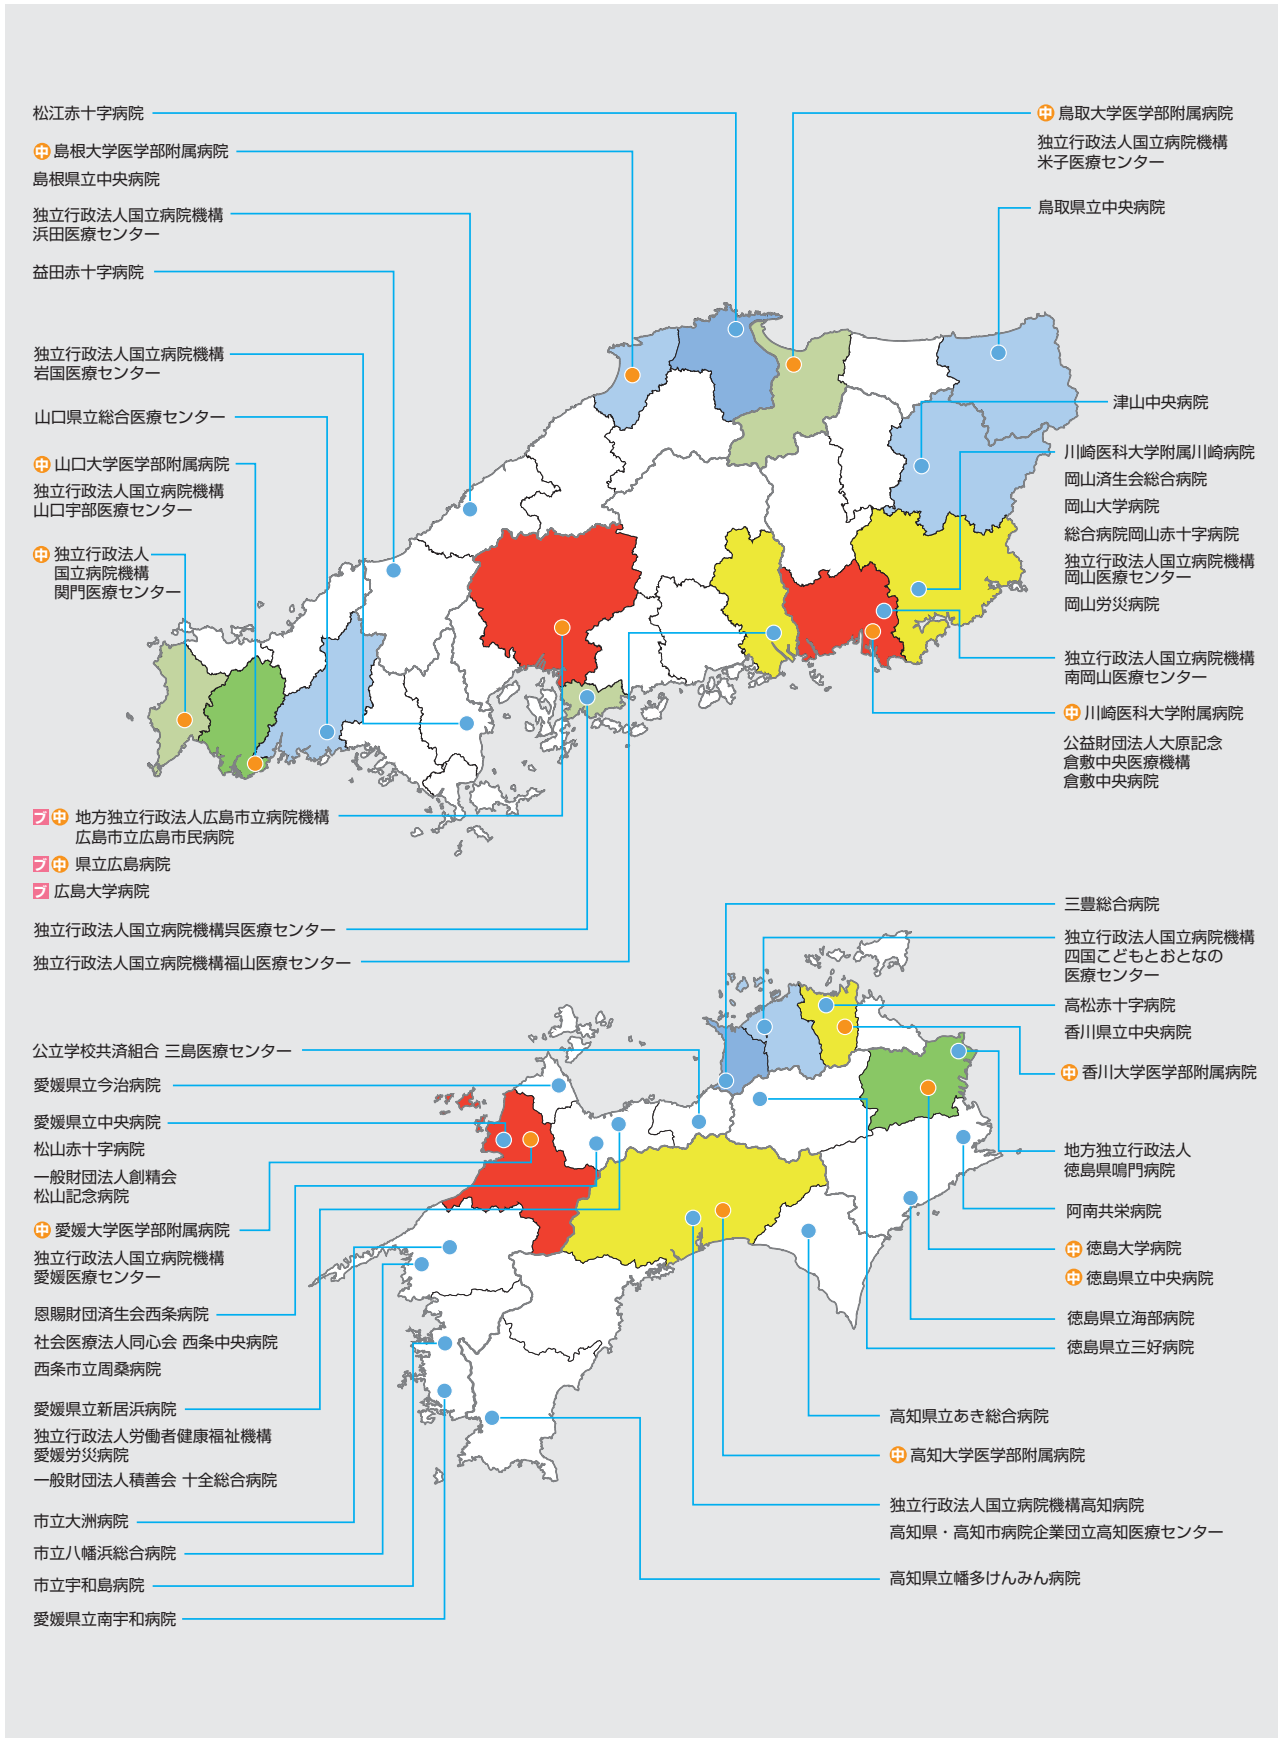 松江赤十字病院
中 島根大学医学部附属病院
島根県立中央病院
独立行政法人国立病院機構
浜田医療センター
益田赤十字病院
独立行政法人国立病院機構
岩国医療センター
山口県立総合医療センター
中 山口大学医学部附属病院
独立行政法人国立病院機構
山口宇部医療センター
中 独立行政法人
国立病院機構
関門医療センター
ブ 中 地方独立行政法人広島市立病院機構
広島市立広島市民病院
ブ 中 県立広島病院
ブ 広島大学病院
独立行政法人国立病院機構呉医療センター
独立行政法人国立病院機構福山医療センター
中 鳥取大学医学部附属病院
独立行政法人国立病院機構
米子医療センター
鳥取県立中央病院
津山中央病院
川崎医科大学附属川崎病院
岡山済生会総合病院
岡山大学病院
総合病院岡山赤十字病院
独立行政法人国立病院機構
岡山医療センター
岡山労災病院
独立行政法人国立病院機構
南岡山医療センター
中 川崎医科大学附属病院
公益財団法人大原記念
倉敷中央医療機構
倉敷中央病院
公立学校共済組合 三島医療センター
愛媛県立今治病院
愛媛県立中央病院
松山赤十字病院
一般財団法人創精会
松山記念病院
中 愛媛大学医学部附属病院
独立行政法人国立病院機構
愛媛医療センター
恩賜財団済生会西条病院
社会医療法人同心会 西条中央病院
西条市立周桑病院
愛媛県立新居浜病院
独立行政法人労働者健康福祉機構
愛媛労災病院
一般財団法人積善会 十全総合病院
市立大洲病院
市立八幡浜総合病院
市立宇和島病院
愛媛県立南宇和病院
三豊総合病院
独立行政法人国立病院機構
四国こどもとおとなの
医療センター
高松赤十字病院
香川県立中央病院
中 香川大学医学部附属病院
地方独立行政法人
徳島県鳴門病院
阿南共栄病院
中 徳島大学病院
中 徳島県立中央病院
徳島県立海部病院
徳島県立三好病院
高知県立あき総合病院
中 高知大学医学部附属病院
独立行政法人国立病院機構高知病院
高知県・高知市病院企業団立高知医療センター
高知県立幡多けんみん病院